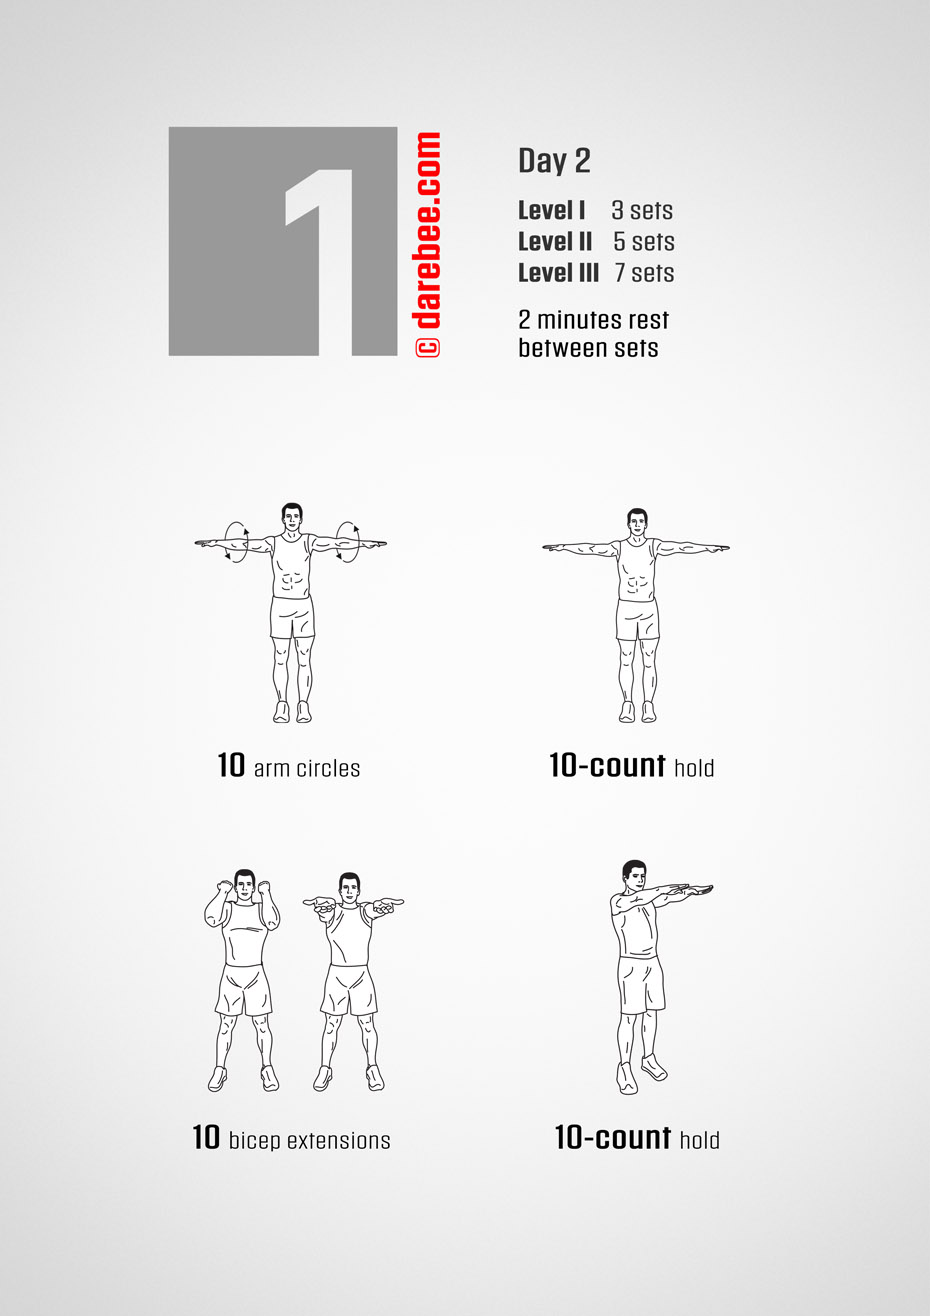 1
© darebee.com
Day 2
Level I 3 sets
Level II 5 sets
Level III 7 sets
2 minutes rest
between sets
10 arm circles
10-count hold
10 bicep extensions
10-count hold